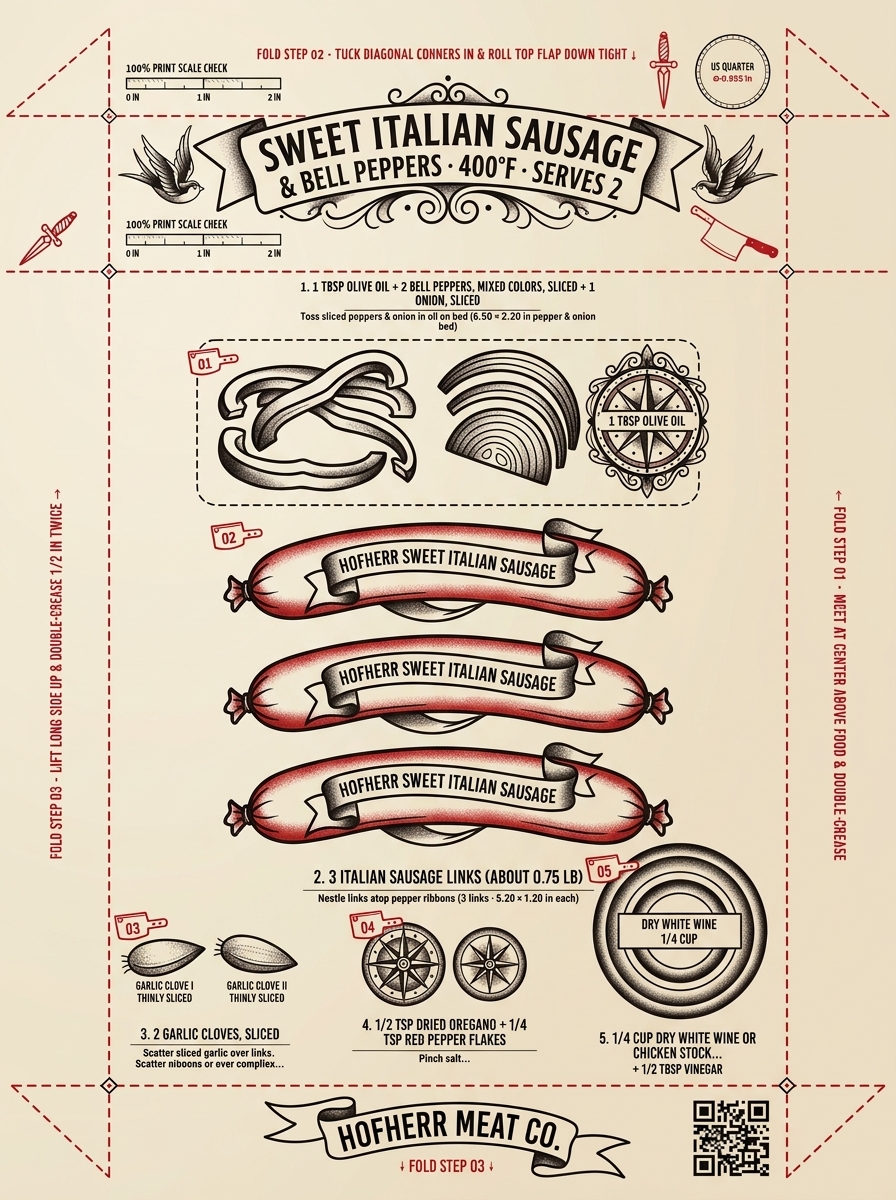 FOLD STEP 02 - TUCK DIAGONAL CONNERS IN & ROLL TOP FLAP DOWN TIGHT ↓
100% PRINT SCALE CHECK
0 IN 1 IN 2 IN
US QUARTER
Ø-0.955 in
SWEET ITALIAN SAUSAGE
& BELL PEPPERS · 400°F · SERVES 2
100% PRINT SCALE CHEEK
0 IN 1 IN 2 IN
1. 1 TBSP OLIVE OIL + 2 BELL PEPPERS, MIXED COLORS, SLICED + 1
ONION, SLICED
Toss sliced poppers & onion in oll on bed (6.50 × 2.20 in pepper & onion
bed)
01
1 TBSP OLIVE OIL
02
HOFHERR SWEET ITALIAN SAUSAGE
HOFHERR SWEET ITALIAN SAUSAGE
HOFHERR SWEET ITALIAN SAUSAGE
FOLD STEP D3 - LIFT LONG SIDE UP & DOUBLE-CREASE 1/2 IN TWICE →
← FOLD STEP 01 - MEET AT CENTER ABOVE FOOD & DOUBLE-CREASE
2. 3 ITALIAN SAUSAGE LINKS (ABOUT 0.75 LB)
Nestle links atop pepper ribbons (3 links · 5.20 × 1.20 in each)
03
GARLIC CLOVE I
THINLY SLICED
GARLIC CLOVE II
THINLY SLICED
3. 2 GARLIC CLOVES, SLICED
Scatter sliced garlic over links.
Scatter niboons or ever compliex...
04
4. 1/2 TSP DRIED OREGANO + 1/4
TSP RED PEPPER FLAKES
Pinch salt...
05
DRY WHITE WINE
1/4 CUP
5. 1/4 CUP DRY WHITE WINE OR
CHICKEN STOCK...
+ 1/2 TBSP VINEGAR
HOFHERR MEAT CO.
↓ FOLD STEP 03 ↓